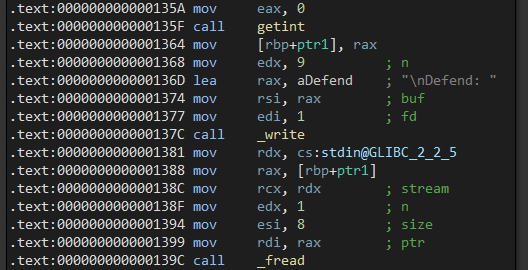 .text:000000000000135A mov     eax, 0
.text:000000000000135F call    getint
.text:0000000000001364 mov     [rbp+ptr1], rax
.text:0000000000001368 mov     edx, 9          ; n
.text:000000000000136D lea     rax, aDefend    ; "\nDefend: "
.text:0000000000001374 mov     rsi, rax        ; buf
.text:0000000000001377 mov     edi, 1          ; fd
.text:000000000000137C call    _write
.text:0000000000001381 mov     rdx, cs:stdin@GLIBC_2_2_5
.text:0000000000001388 mov     rax, [rbp+ptr1]
.text:000000000000138C mov     rcx, rdx        ; stream
.text:000000000000138F mov     edx, 1          ; n
.text:0000000000001394 mov     esi, 8          ; size
.text:0000000000001399 mov     rdi, rax        ; ptr
.text:000000000000139C call    _fread